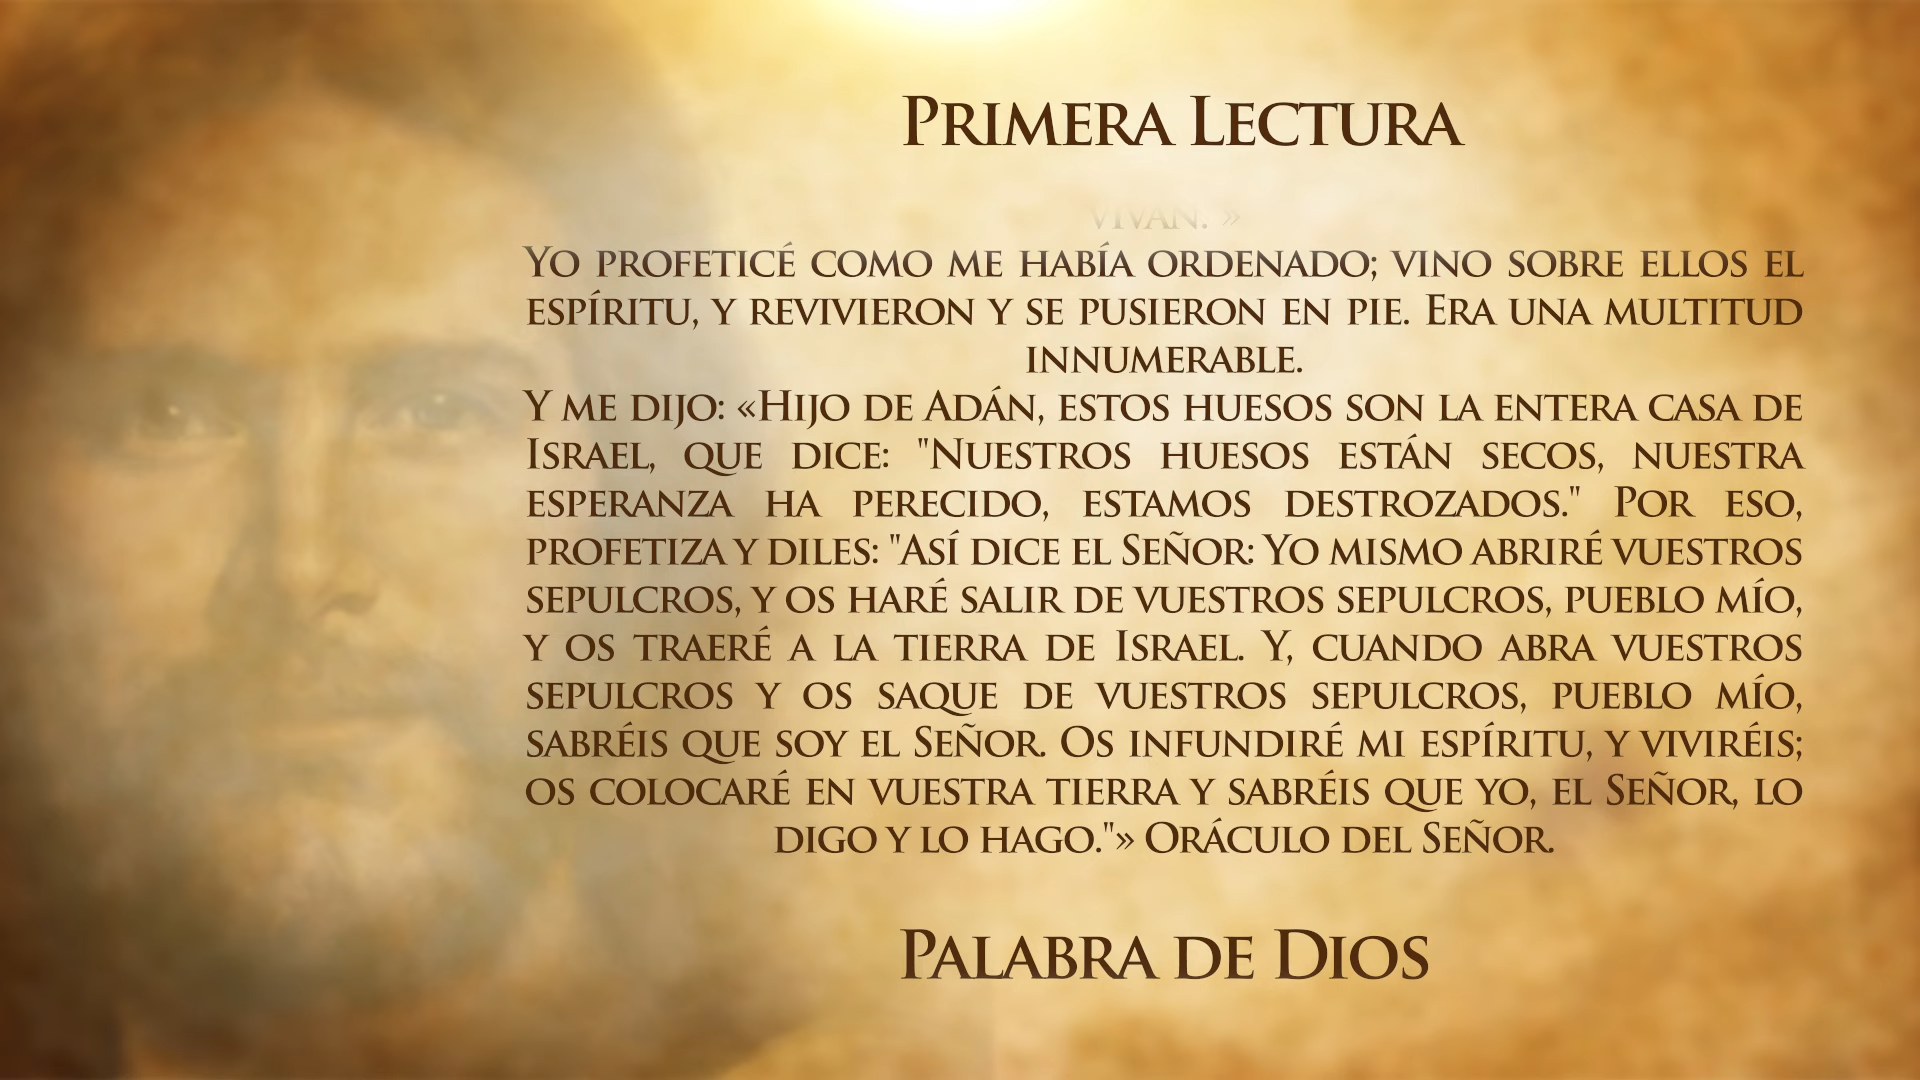 Primera Lectura
vivan. »
Yo profeticé como me había ordenado; vino sobre ellos el
espíritu, y revivieron y se pusieron en pie. Era una multitud
innumerable.
Y me dijo: «Hijo de Adán, estos huesos son la entera casa de
Israel, que dice: "Nuestros huesos están secos, nuestra
esperanza ha perecido, estamos destrozados." Por eso,
profetiza y diles: "Así dice el Señor: Yo mismo abriré vuestros
sepulcros, y os haré salir de vuestros sepulcros, pueblo mío,
y os traeré a la tierra de Israel. Y, cuando abra vuestros
sepulcros y os saque de vuestros sepulcros, pueblo mío,
sabréis que soy el Señor. Os infundiré mi espíritu, y viviréis;
os colocaré en vuestra tierra y sabréis que yo, el Señor, lo
digo y lo hago."» Oráculo del Señor.
Palabra de Dios